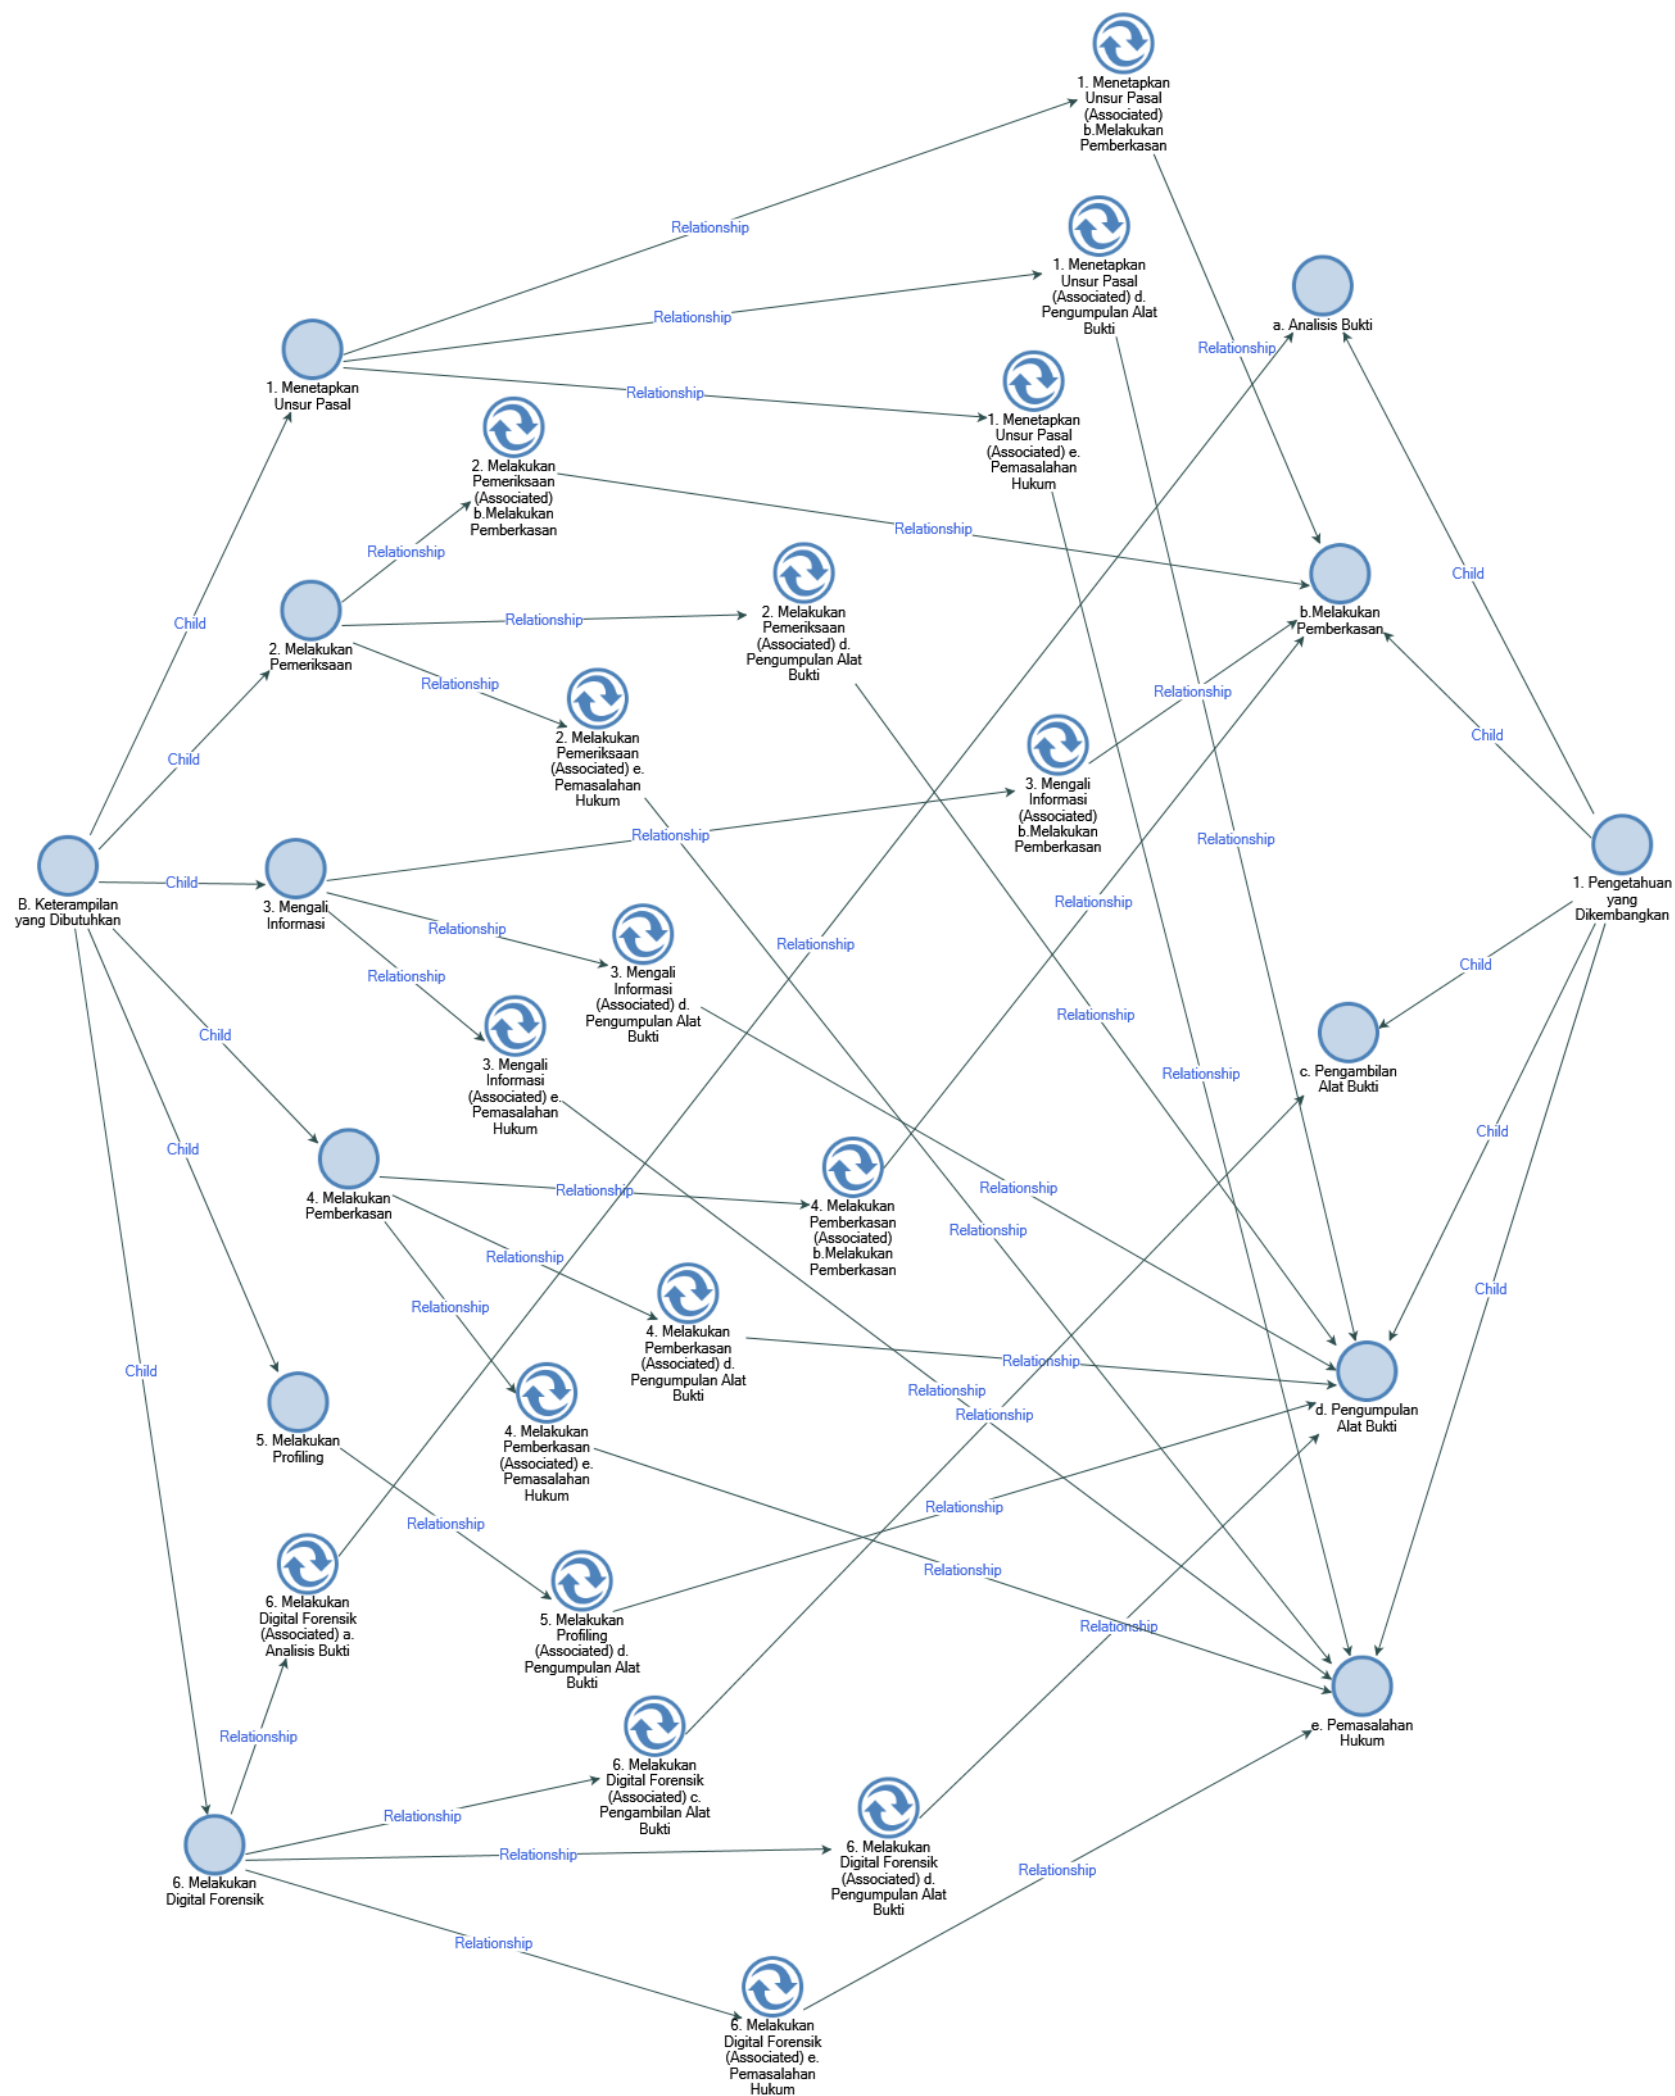 1. Menetapkan
Unsur Pasal
(Associated)
b.Melakukan
Pemberkasan
Relationship
1. Menetapkan
Unsur Pasal
(Associated) d.
Pengumpulan Alat
Bukti
Relationship
a. Analisis Bukti
Relationship
1. Menetapkan
Unsur Pasal
Relationship
1. Menetapkan
Unsur Pasal
(Associated) e.
Pemasalahan
Hukum
2. Melakukan
Pemeriksaan
(Associated)
b.Melakukan
Pemberkasan
Relationship
Relationship
Child
2. Melakukan
Pemeriksaan
(Associated) d.
Pengumpulan Alat
Bukti
Relationship
b.Melakukan
Pemberkasan
Child
2. Melakukan
Pemeriksaan
Relationship
Relationship
Child
Child
2. Melakukan
Pemeriksaan
(Associated) e.
Pemasalahan
Hukum
3. Mengali
Informasi
(Associated)
b.Melakukan
Pemberkasan
Relationship
Relationship
Child
B. Keterampilan
yang Dibutuhkan
3. Mengali
Informasi
1. Pengetahuan
yang
Dikembangkan
Relationship
Relationship
Relationship
Relationship
3. Mengali
Informasi
(Associated) d.
Pengumpulan Alat
Bukti
Child
Relationship
Child
3. Mengali
Informasi
(Associated) e.
Pemasalahan
Hukum
Relationship
c. Pengambilan
Alat Bukti
Child
Child
4. Melakukan
Pemberkasan
Relationship
Relationship
4. Melakukan
Pemberkasan
(Associated)
b.Melakukan
Pemberkasan
Relationship
Relationship
Child
Relationship
4. Melakukan
Pemberkasan
(Associated) d.
Pengumpulan Alat
Bukti
Relationship
Child
Relationship
Relationship
d. Pengumpulan
Alat Bukti
5. Melakukan
Profiling
4. Melakukan
Pemberkasan
(Associated) e.
Pemasalahan
Hukum
Relationship
Relationship
Relationship
6. Melakukan
Digital Forensik
(Associated) a.
Analisis Bukti
5. Melakukan
Profiling
(Associated) d.
Pengumpulan Alat
Bukti
Relationship
Relationship
e. Pemasalahan
Hukum
6. Melakukan
Digital Forensik
(Associated) c.
Pengambilan Alat
Bukti
Relationship
Relationship
6. Melakukan
Digital Forensik
(Associated) d.
Pengumpulan Alat
Bukti
Relationship
6. Melakukan
Digital Forensik
Relationship
6. Melakukan
Digital Forensik
(Associated) e.
Pemasalahan
Hukum